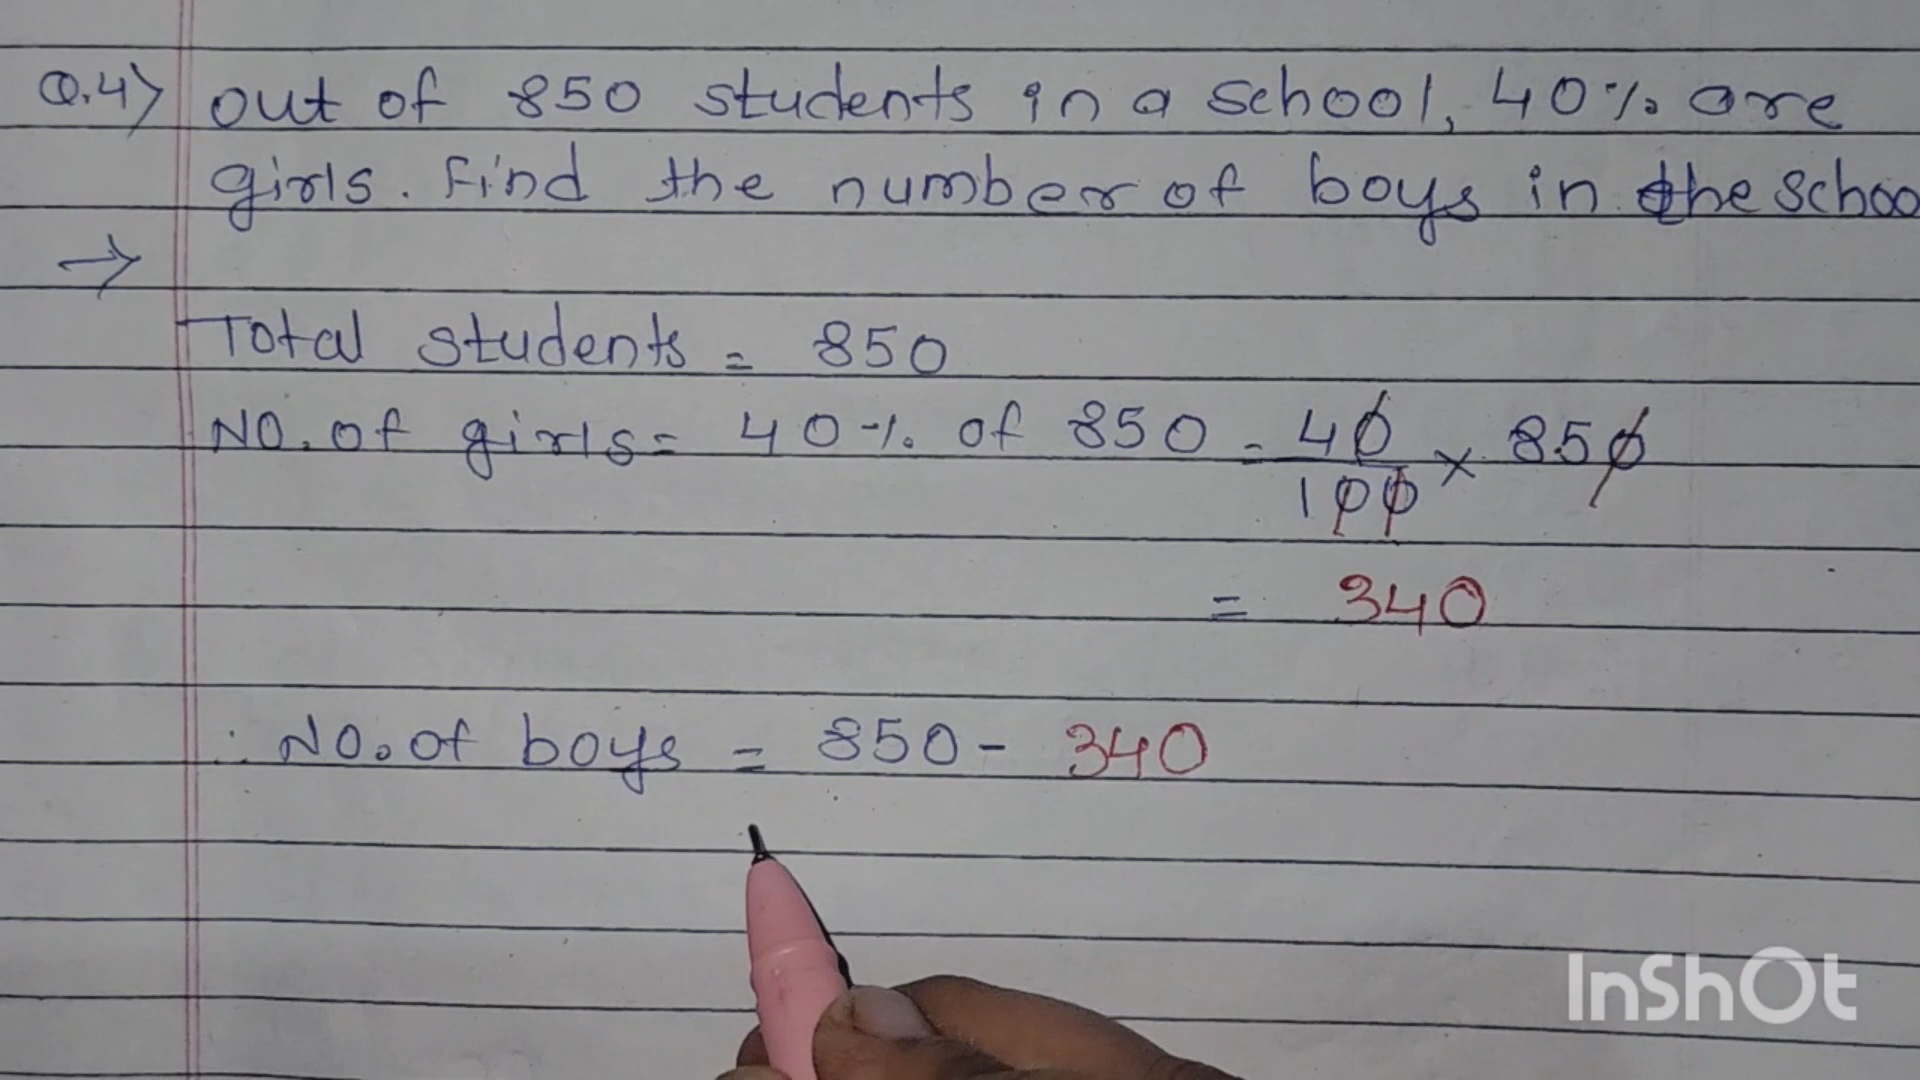 Q.4) out of 850 students in a school, 40% are
girls. Find the number of boys in the schoo
→
Total students = 850
NO. of girls = 40% of 850 = 40/100 × 850
= 340
∴ NO. of boys = 850 - 340
InShOt